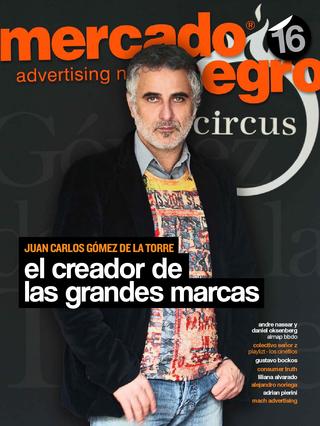 mercado®
16
advertising n
egro
circus
JUAN CARLOS GÓMEZ DE LA TORRE
el creador de
las grandes marcas
andre nassar y
daniel oksenberg
almap bbdo
colectivo señor z
playlizt - los cinéfilos
gustavo bockos
consumer truth
liliana alvarado
alejandro noriega
adrian pierini
mach advertising